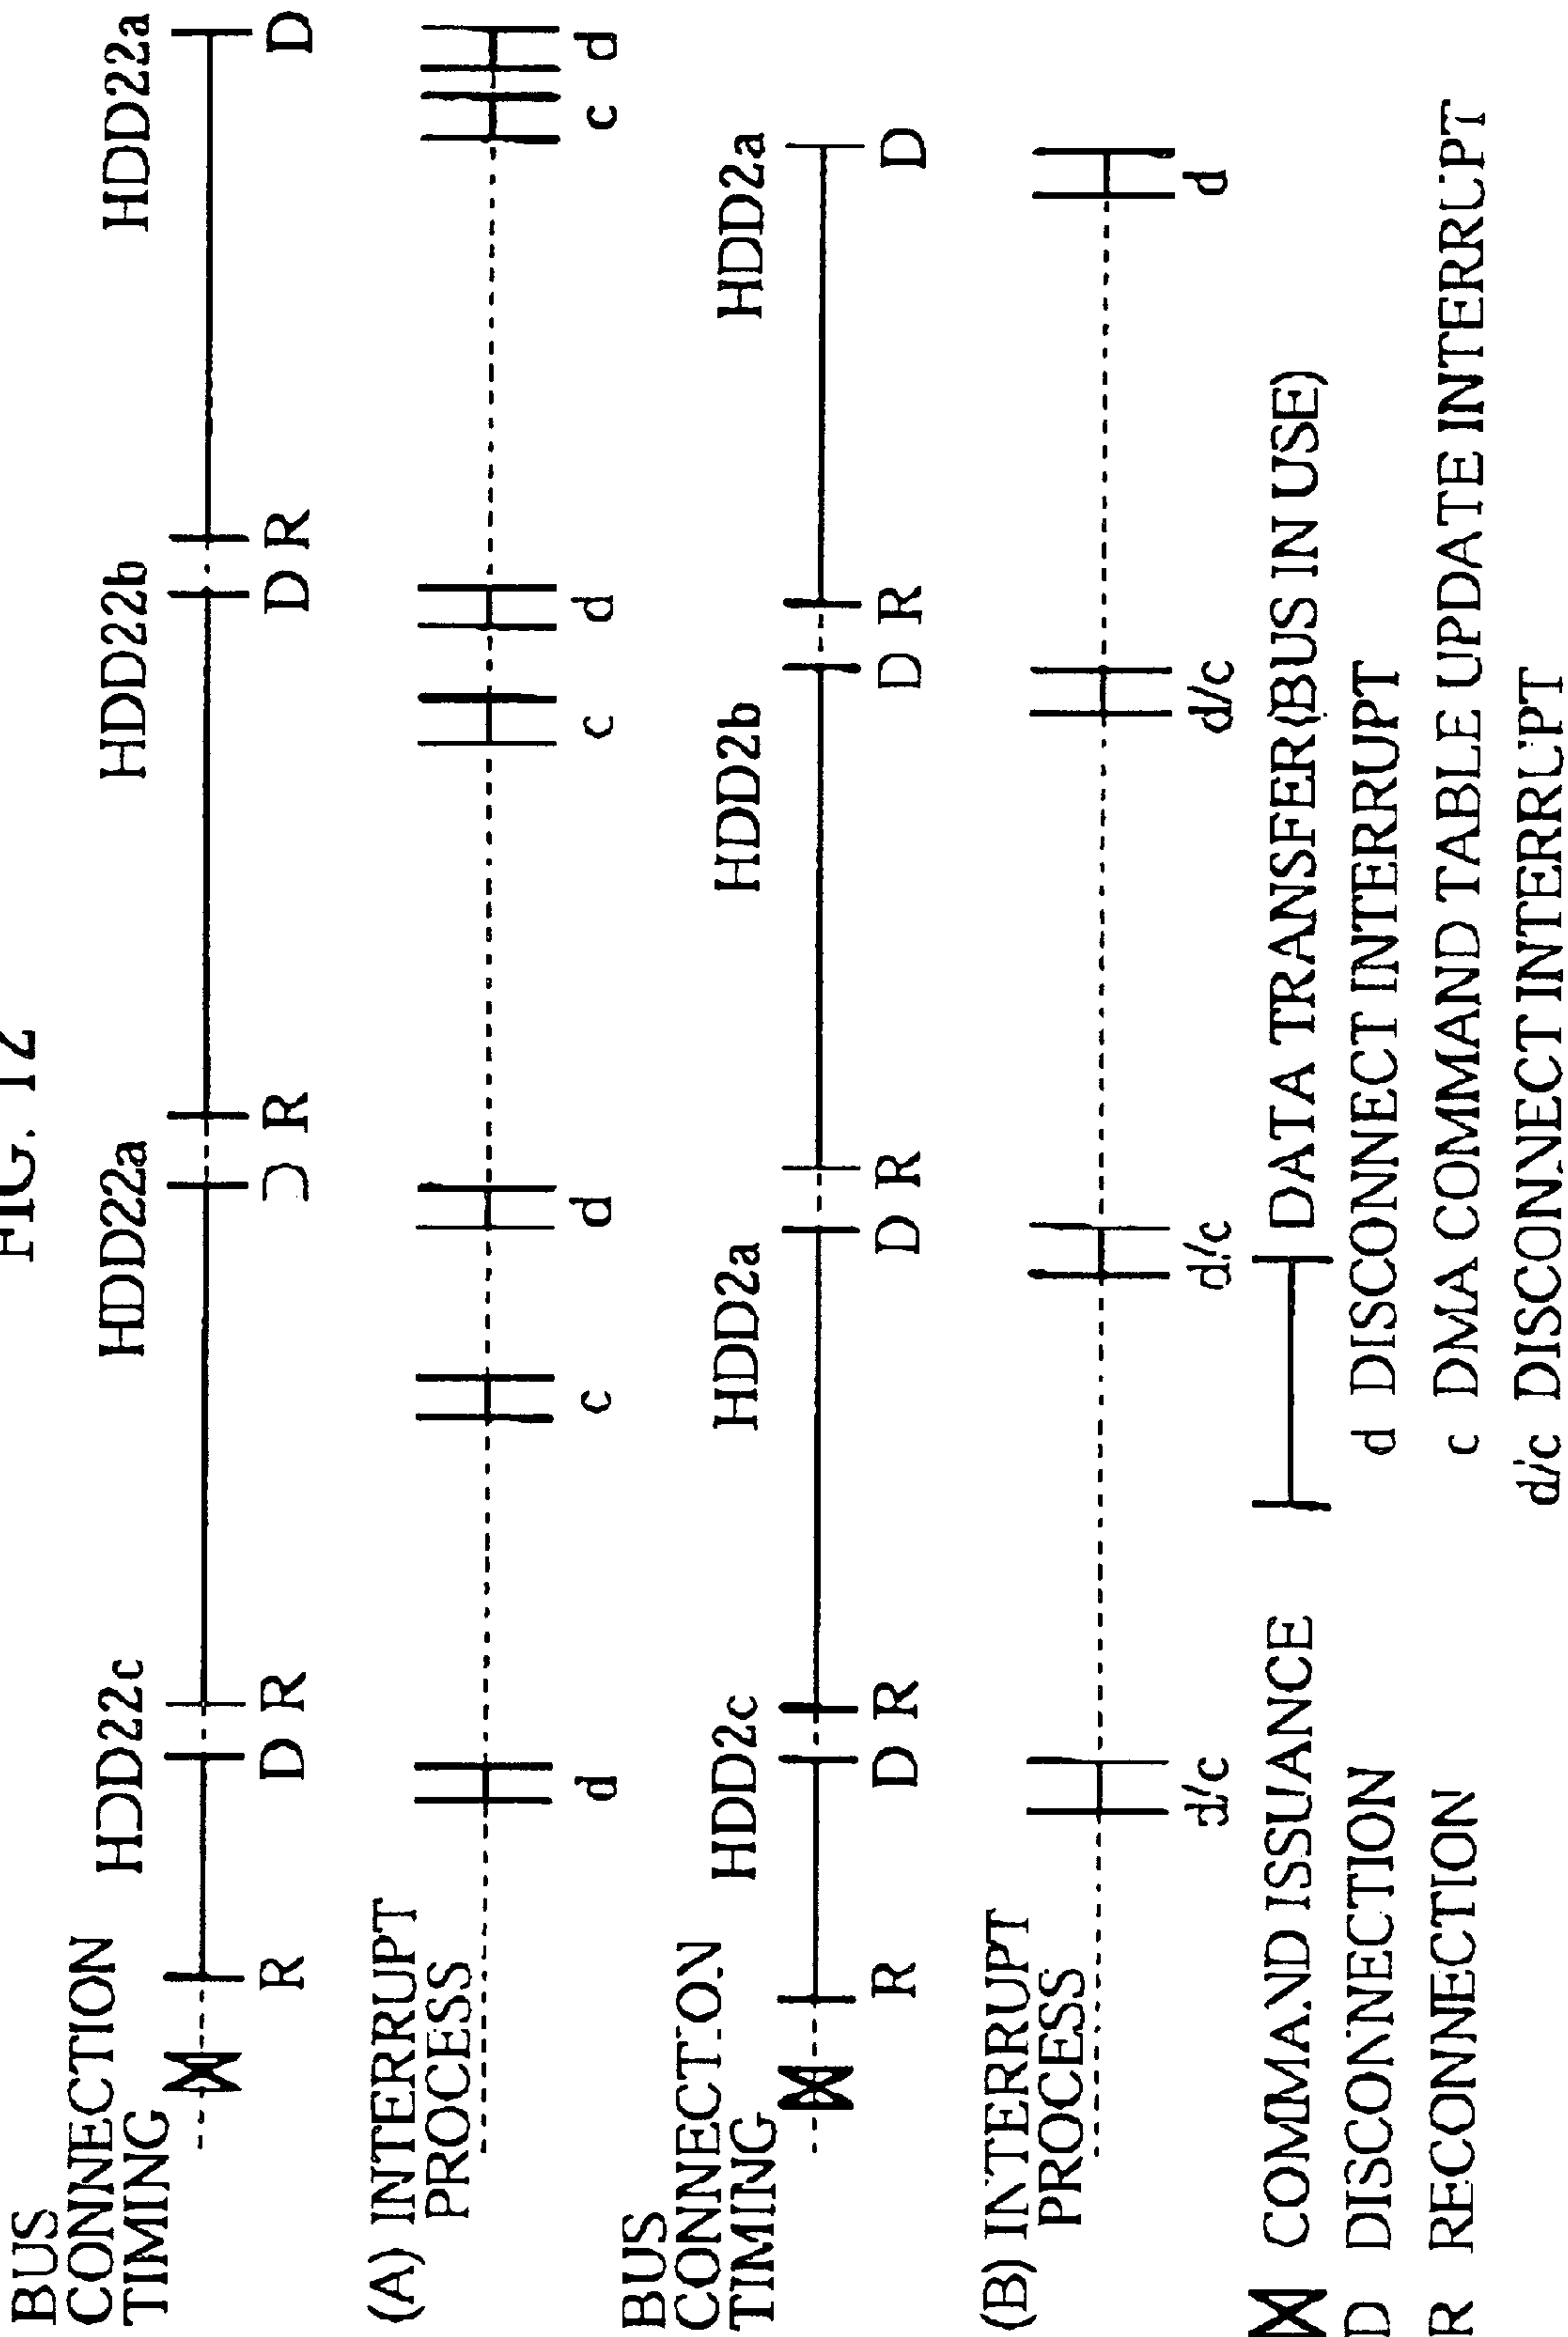 FIG. 12
BUS
CONNECTION
TIMING
HDD22c HDD22a HDD22b HDD22a
R D R D R D R D
(A) INTERRUPT
PROCESS
d c d c d c d
BUS
CONNECTION
TIMING
HDD2c HDD2a HDD2b HDD2a
R D R D R D R D
(B) INTERRUPT
PROCESS
d/c d/c d/c d
COMMAND ISSUANCE DATA TRANSFER(BUS IN USE)
D DISCONNECTION d DISCONNECT INTERRUPT
R RECONNECTION c DMA COMMAND TABLE UPDATE INTERRUPT
d/c DISCONNECT INTERRUPT